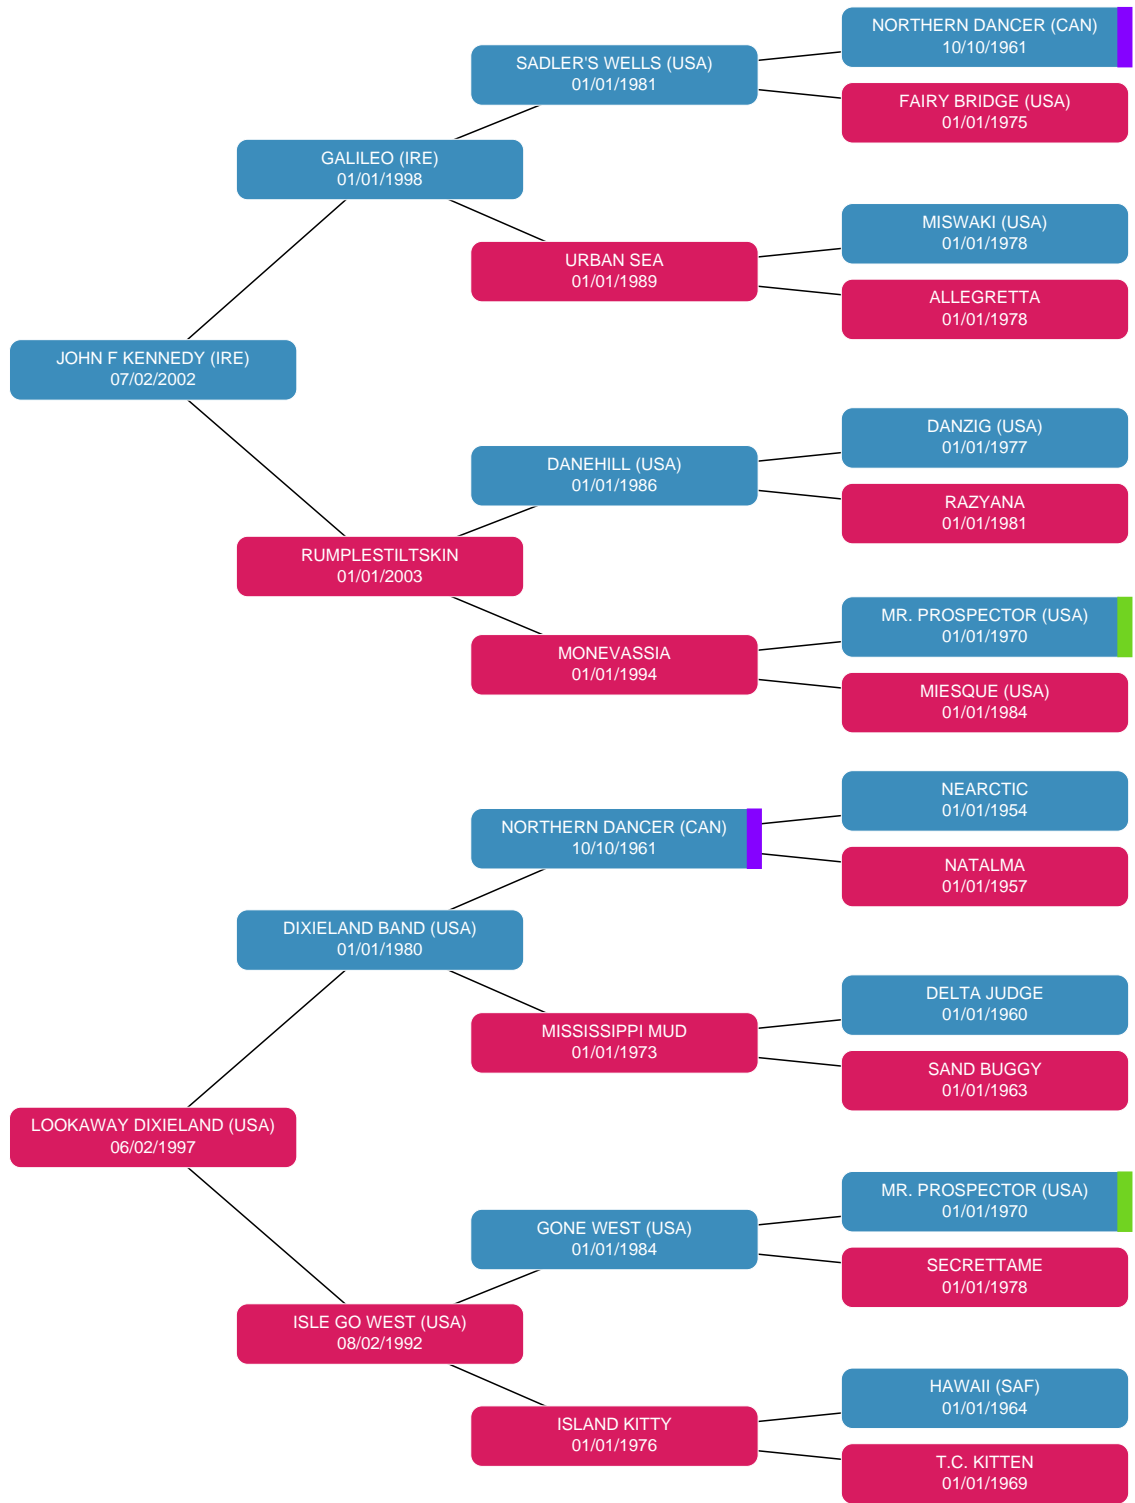 NORTHERN DANCER (CAN)
10/10/1961
SADLER'S WELLS (USA)
01/01/1981
FAIRY BRIDGE (USA)
01/01/1975
GALILEO (IRE)
01/01/1998
MISWAKI (USA)
01/01/1978
URBAN SEA
01/01/1989
ALLEGRETTA
01/01/1978
JOHN F KENNEDY (IRE)
07/02/2002
DANZIG (USA)
01/01/1977
DANEHILL (USA)
01/01/1986
RAZYANA
01/01/1981
RUMPLESTILTSKIN
01/01/2003
MR. PROSPECTOR (USA)
01/01/1970
MONEVASSIA
01/01/1994
MIESQUE (USA)
01/01/1984
NEARCTIC
01/01/1954
NORTHERN DANCER (CAN)
10/10/1961
NATALMA
01/01/1957
DIXIELAND BAND (USA)
01/01/1980
DELTA JUDGE
01/01/1960
MISSISSIPPI MUD
01/01/1973
SAND BUGGY
01/01/1963
LOOKAWAY DIXIELAND (USA)
06/02/1997
MR. PROSPECTOR (USA)
01/01/1970
GONE WEST (USA)
01/01/1984
SECRETTAME
01/01/1978
ISLE GO WEST (USA)
08/02/1992
HAWAII (SAF)
01/01/1964
ISLAND KITTY
01/01/1976
T.C. KITTEN
01/01/1969